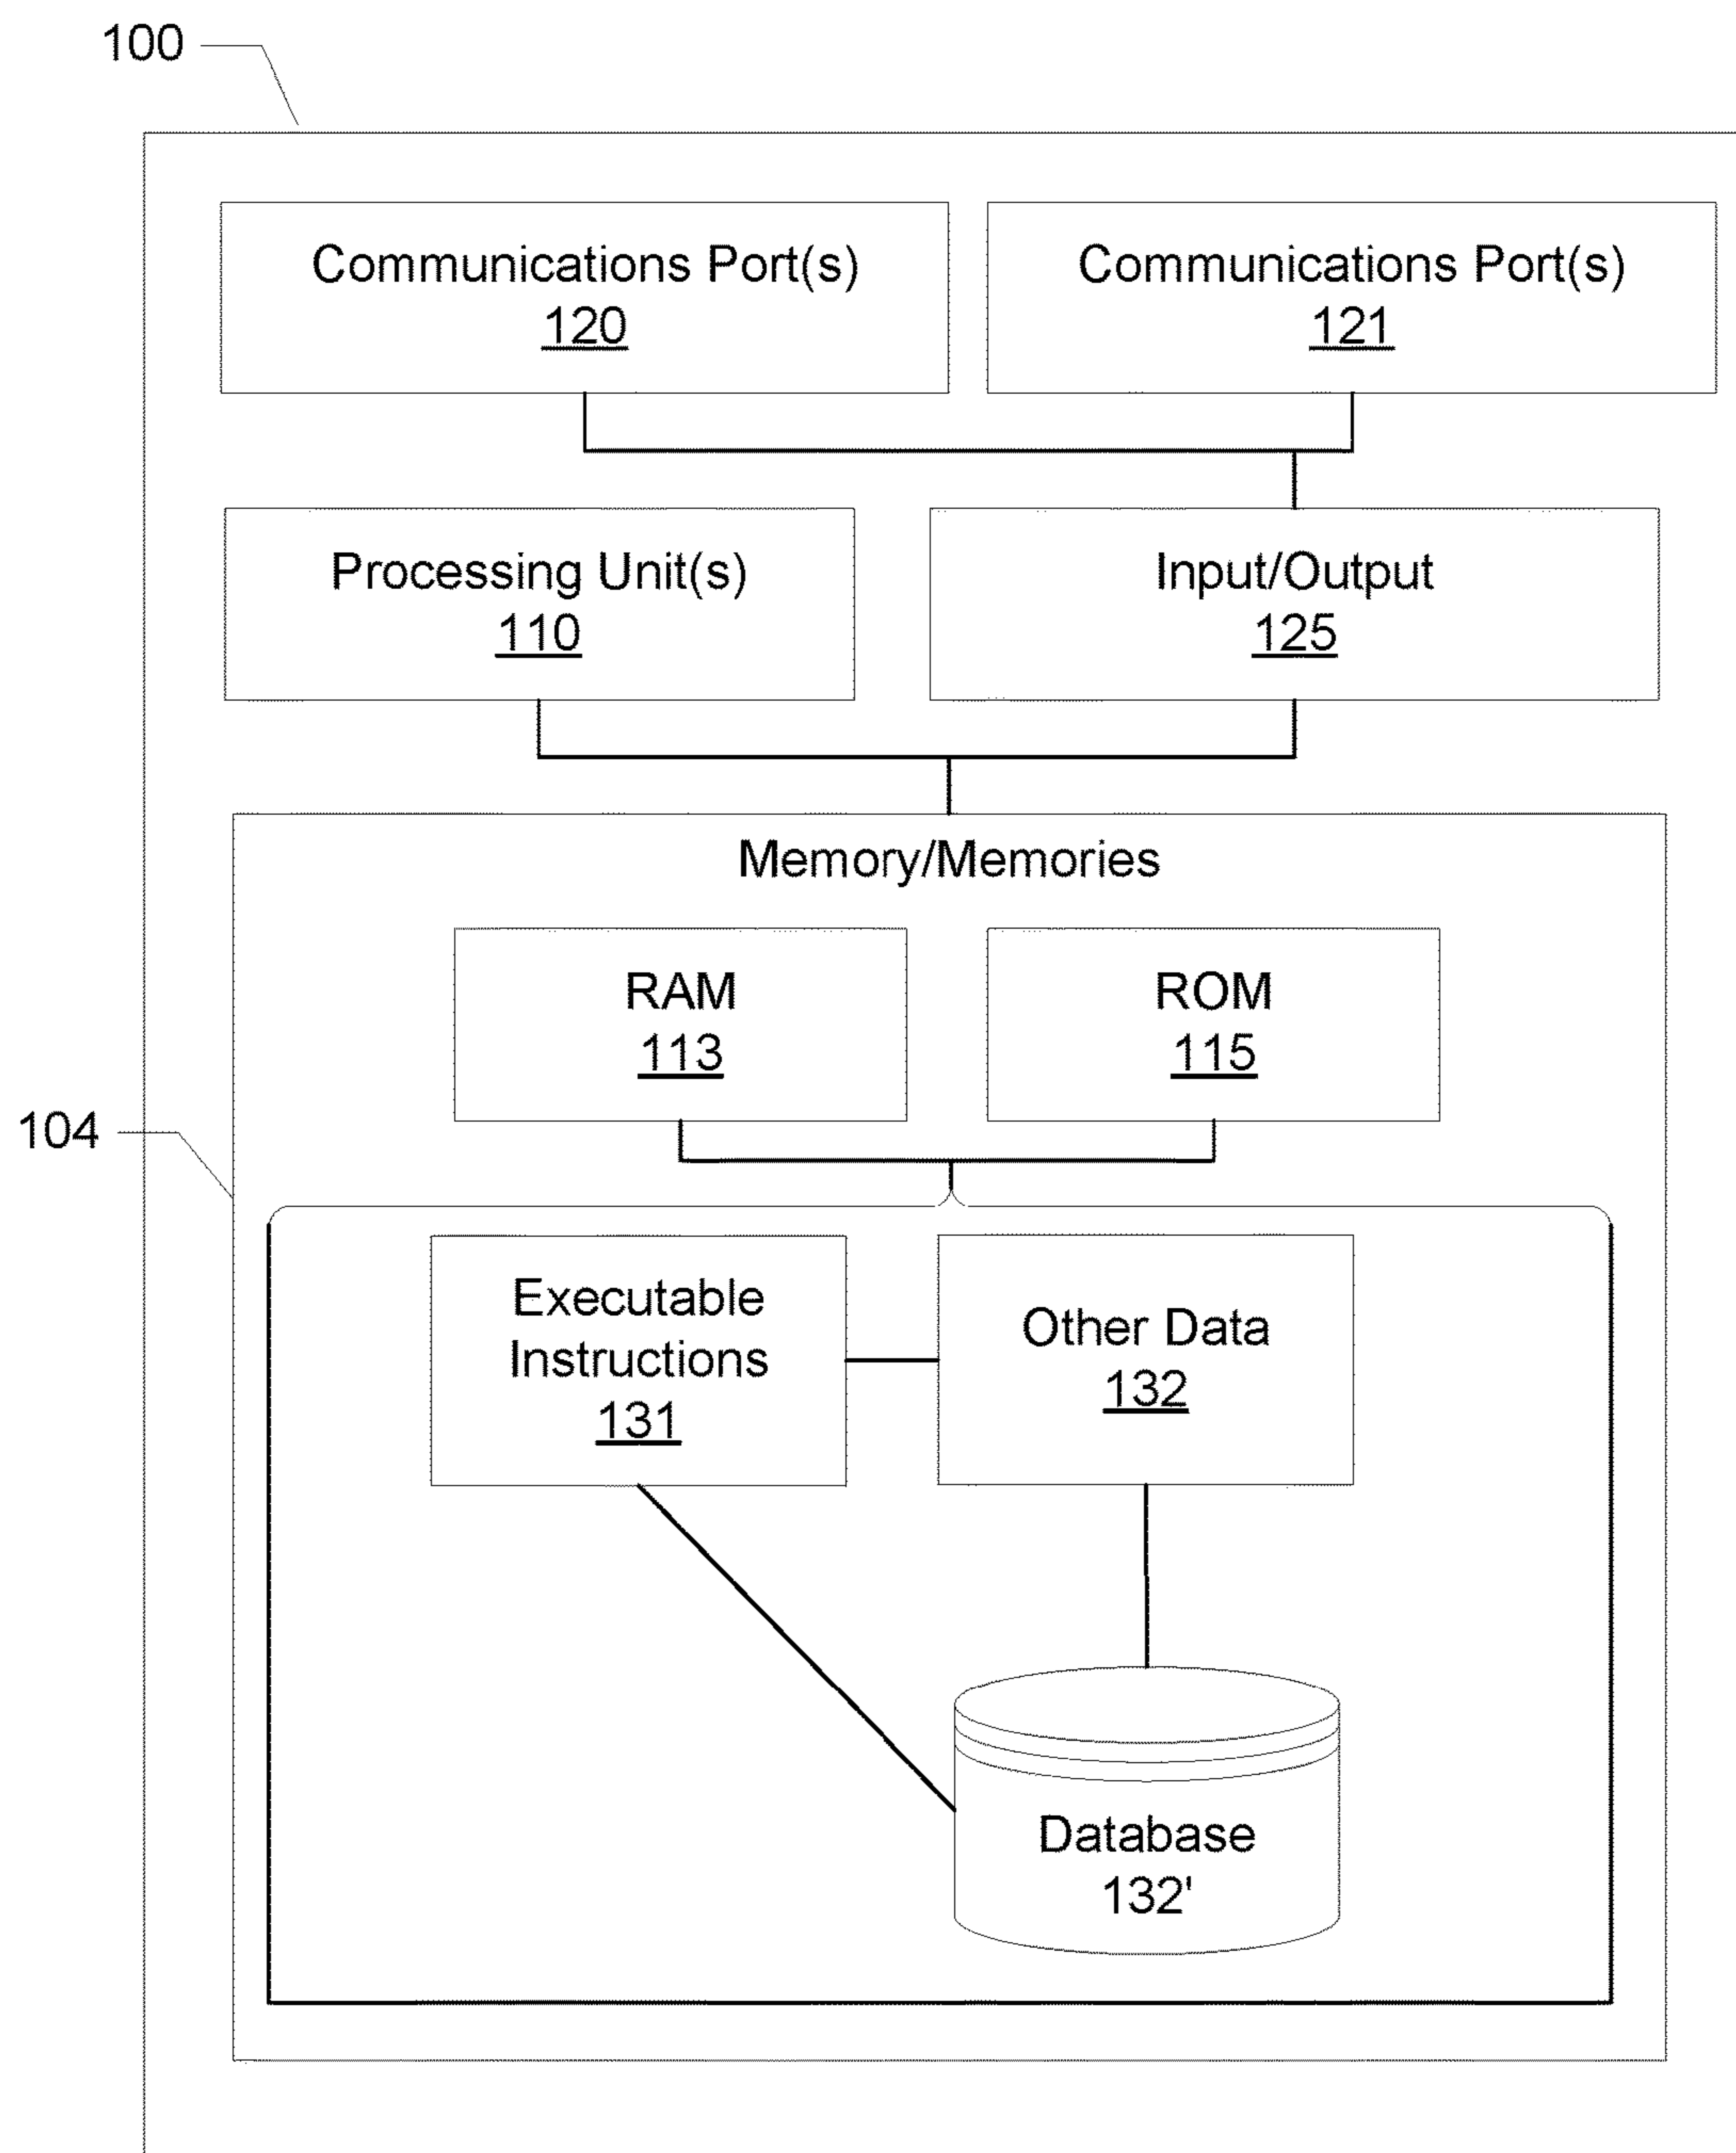 100
Communications Port(s)
120
Communications Port(s)
121
Processing Unit(s)
110
Input/Output
125
Memory/Memories
RAM
113
ROM
115
104
Executable
Instructions
131
Other Data
132
Database
132'